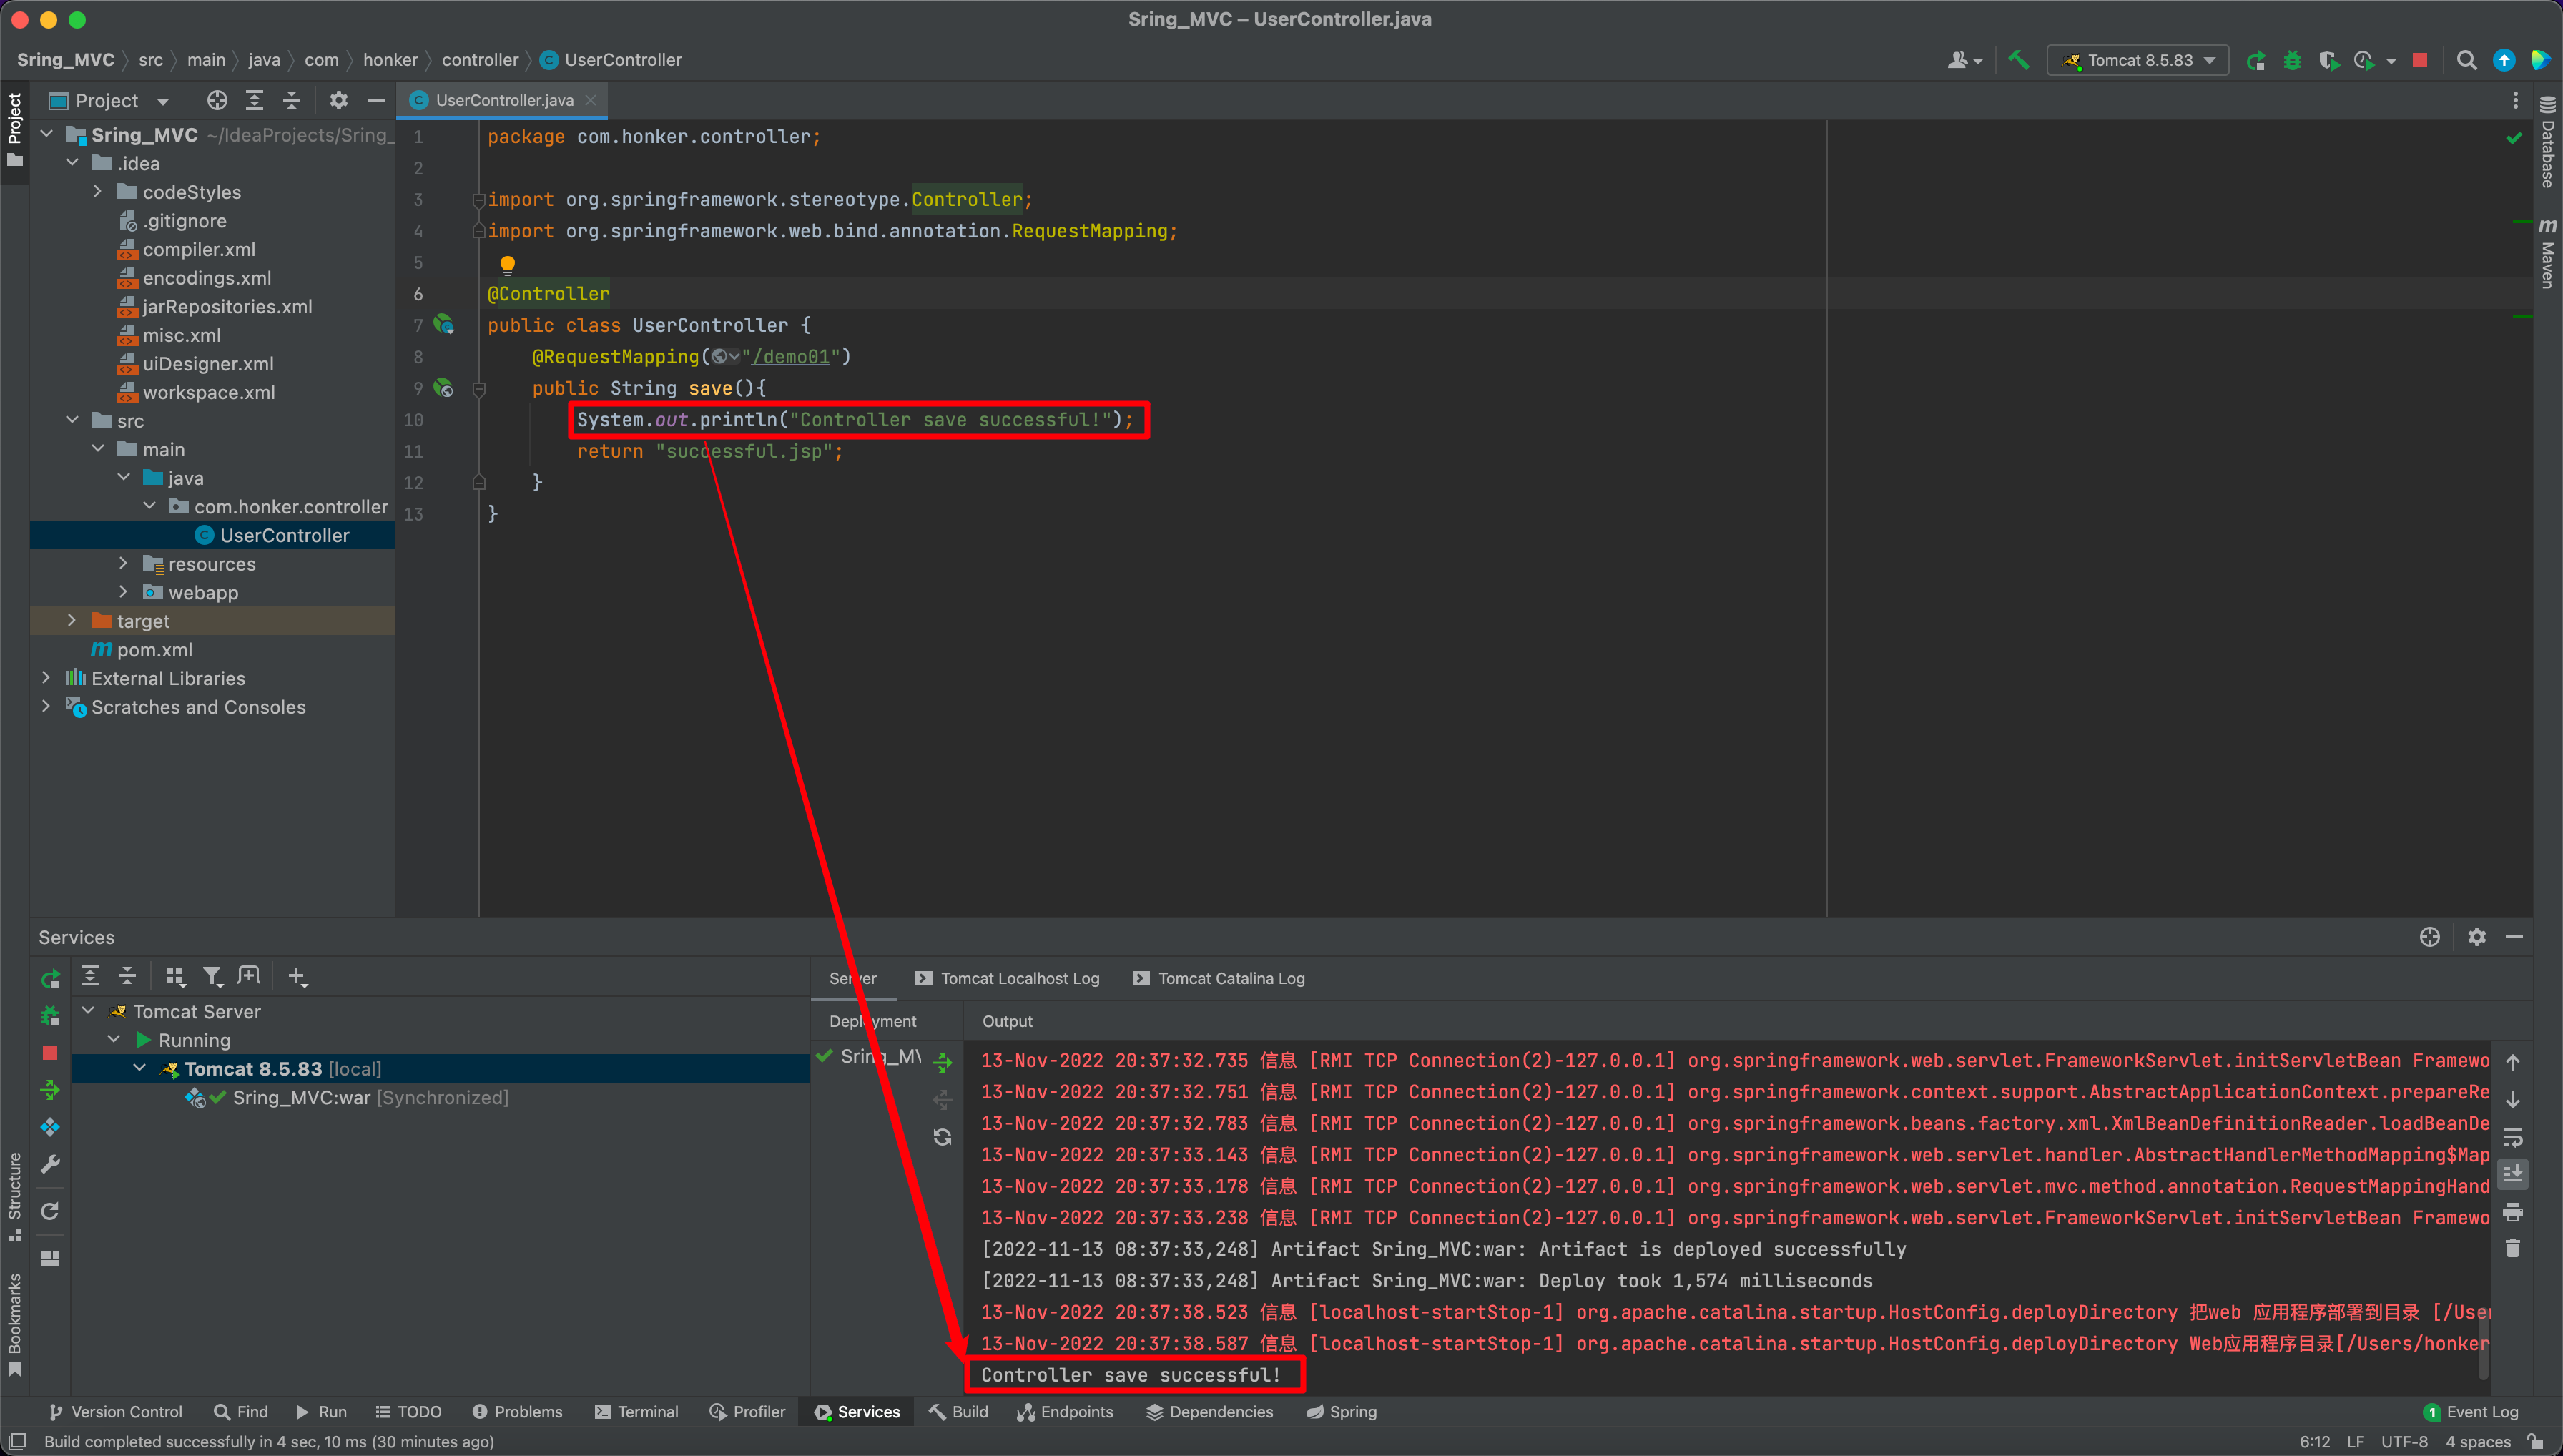 Sring_MVC – UserController.java
Sring_MVC src main java com honker controller UserController
Tomcat 8.5.83
Project
UserController.java
Project
Sring_MVC ~/IdeaProjects/Sring_
.idea
codeStyles
.gitignore
compiler.xml
encodings.xml
jarRepositories.xml
misc.xml
uiDesigner.xml
workspace.xml
src
main
java
com.honker.controller
UserController
resources
webapp
target
pom.xml
External Libraries
Scratches and Consoles
1 package com.honker.controller;
2
3 import org.springframework.stereotype.Controller;
4 import org.springframework.web.bind.annotation.RequestMapping;
5
6 @Controller
7 public class UserController {
8 @RequestMapping("/demo01")
9 public String save(){
10 System.out.println("Controller save successful!");
11 return "successful.jsp";
12 }
13 }
Database
Maven
Services
Tomcat Server
Running
Tomcat 8.5.83 [local]
Sring_MVC:war [Synchronized]
Structure
Bookmarks
Server Tomcat Localhost Log Tomcat Catalina Log
Deployment Output
Sring_MV
13-Nov-2022 20:37:32.735 信息 [RMI TCP Connection(2)-127.0.0.1] org.springframework.web.servlet.FrameworkServlet.initServletBean Framewo
13-Nov-2022 20:37:32.751 信息 [RMI TCP Connection(2)-127.0.0.1] org.springframework.context.support.AbstractApplicationContext.prepareRe
13-Nov-2022 20:37:32.783 信息 [RMI TCP Connection(2)-127.0.0.1] org.springframework.beans.factory.xml.XmlBeanDefinitionReader.loadBeanDe
13-Nov-2022 20:37:33.143 信息 [RMI TCP Connection(2)-127.0.0.1] org.springframework.web.servlet.handler.AbstractHandlerMethodMapping$Map
13-Nov-2022 20:37:33.178 信息 [RMI TCP Connection(2)-127.0.0.1] org.springframework.web.servlet.mvc.method.annotation.RequestMappingHand
13-Nov-2022 20:37:33.238 信息 [RMI TCP Connection(2)-127.0.0.1] org.springframework.web.servlet.FrameworkServlet.initServletBean Framewo
[2022-11-13 08:37:33,248] Artifact Sring_MVC:war: Artifact is deployed successfully
[2022-11-13 08:37:33,248] Artifact Sring_MVC:war: Deploy took 1,574 milliseconds
13-Nov-2022 20:37:38.523 信息 [localhost-startStop-1] org.apache.catalina.startup.HostConfig.deployDirectory 把web 应用程序部署到目录 [/User
13-Nov-2022 20:37:38.587 信息 [localhost-startStop-1] org.apache.catalina.startup.HostConfig.deployDirectory Web应用程序目录[/Users/honker
Controller save successful!
Version Control Find Run TODO Problems Terminal Profiler Services Build Endpoints Dependencies Spring 1 Event Log
Build completed successfully in 4 sec, 10 ms (30 minutes ago) 6:12 LF UTF-8 4 spaces